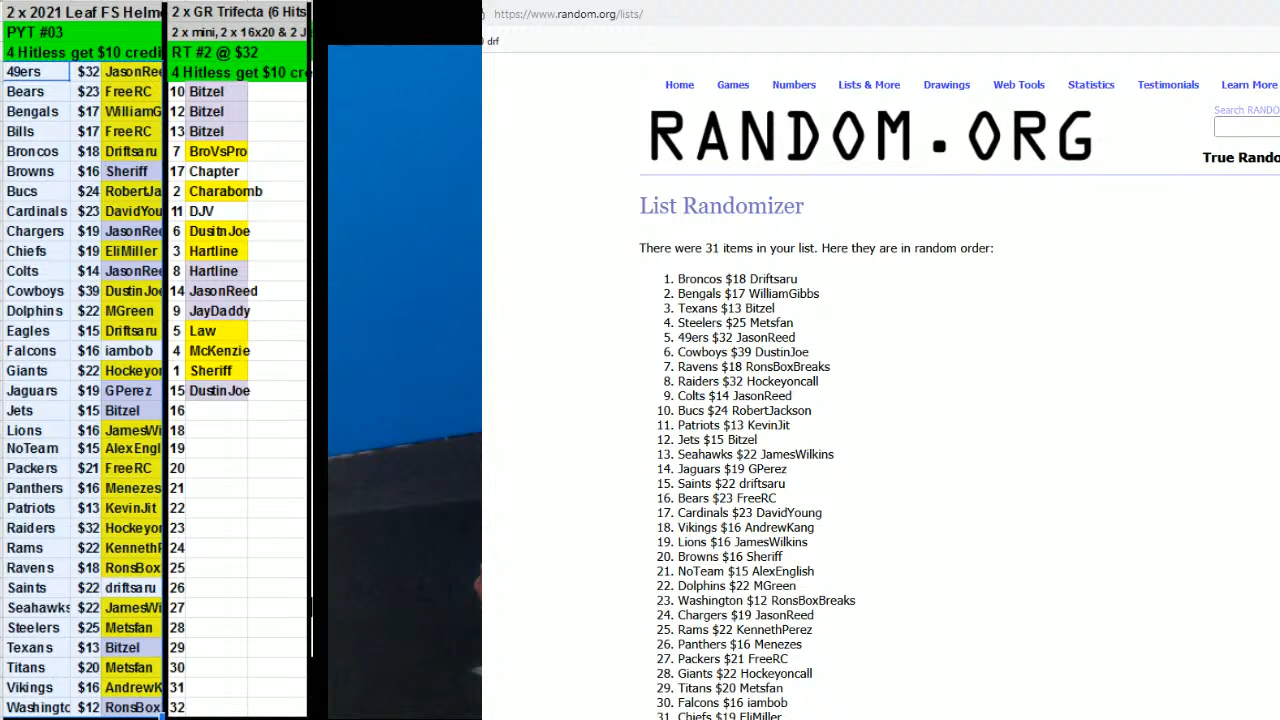 2 x 2021 Leaf FS Helme
PYT #03
4 Hitless get $10 credi
49ers $32 JasonRee
Bears $23 FreeRC
Bengals $17 WilliamG
Bills $17 FreeRC
Broncos $18 Driftsaru
Browns $16 Sheriff
Bucs $24 RobertJa
Cardinals $23 DavidYou
Chargers $19 JasonRee
Chiefs $19 EliMiller
Colts $14 JasonRee
Cowboys $39 DustinJoe
Dolphins $22 MGreen
Eagles $15 Driftsaru
Falcons $16 iambob
Giants $22 Hockeyor
Jaguars $19 GPerez
Jets $15 Bitzel
Lions $16 JamesWi
NoTeam $15 AlexEngl
Packers $21 FreeRC
Panthers $16 Menezes
Patriots $13 KevinJit
Raiders $32 Hockeyor
Rams $22 KennethP
Ravens $18 RonsBox
Saints $22 driftsaru
Seahawks $22 JamesWi
Steelers $25 Metsfan
Texans $13 Bitzel
Titans $20 Metsfan
Vikings $16 AndrewK
Washingto $12 RonsBox
2 x GR Trifecta (6 Hits
2 x mini, 2 x 16x20 & 2 J
RT #2 @ $32
4 Hitless get $10 cre
10 Bitzel
12 Bitzel
13 Bitzel
7 BroVsPro
17 Chapter
2 Charabomb
11 DJV
6 DusitnJoe
3 Hartline
8 Hartline
14 JasonReed
9 JayDaddy
5 Law
4 McKenzie
1 Sheriff
15 DustinJoe
16
18
19
20
21
22
23
24
25
26
27
28
29
30
31
32
https://www.random.org/lists/
drf
Home Games Numbers Lists & More Drawings Web Tools Statistics Testimonials Learn More
Search RANDO
RANDOM.ORG
True Rando
List Randomizer
There were 31 items in your list. Here they are in random order:
1. Broncos $18 Driftsaru
2. Bengals $17 WilliamGibbs
3. Texans $13 Bitzel
4. Steelers $25 Metsfan
5. 49ers $32 JasonReed
6. Cowboys $39 DustinJoe
7. Ravens $18 RonsBoxBreaks
8. Raiders $32 Hockeyoncall
9. Colts $14 JasonReed
10. Bucs $24 RobertJackson
11. Patriots $13 KevinJit
12. Jets $15 Bitzel
13. Seahawks $22 JamesWilkins
14. Jaguars $19 GPerez
15. Saints $22 driftsaru
16. Bears $23 FreeRC
17. Cardinals $23 DavidYoung
18. Vikings $16 AndrewKang
19. Lions $16 JamesWilkins
20. Browns $16 Sheriff
21. NoTeam $15 AlexEnglish
22. Dolphins $22 MGreen
23. Washington $12 RonsBoxBreaks
24. Chargers $19 JasonReed
25. Rams $22 KennethPerez
26. Panthers $16 Menezes
27. Packers $21 FreeRC
28. Giants $22 Hockeyoncall
29. Titans $20 Metsfan
30. Falcons $16 iambob
31. Chiefs $19 EliMiller